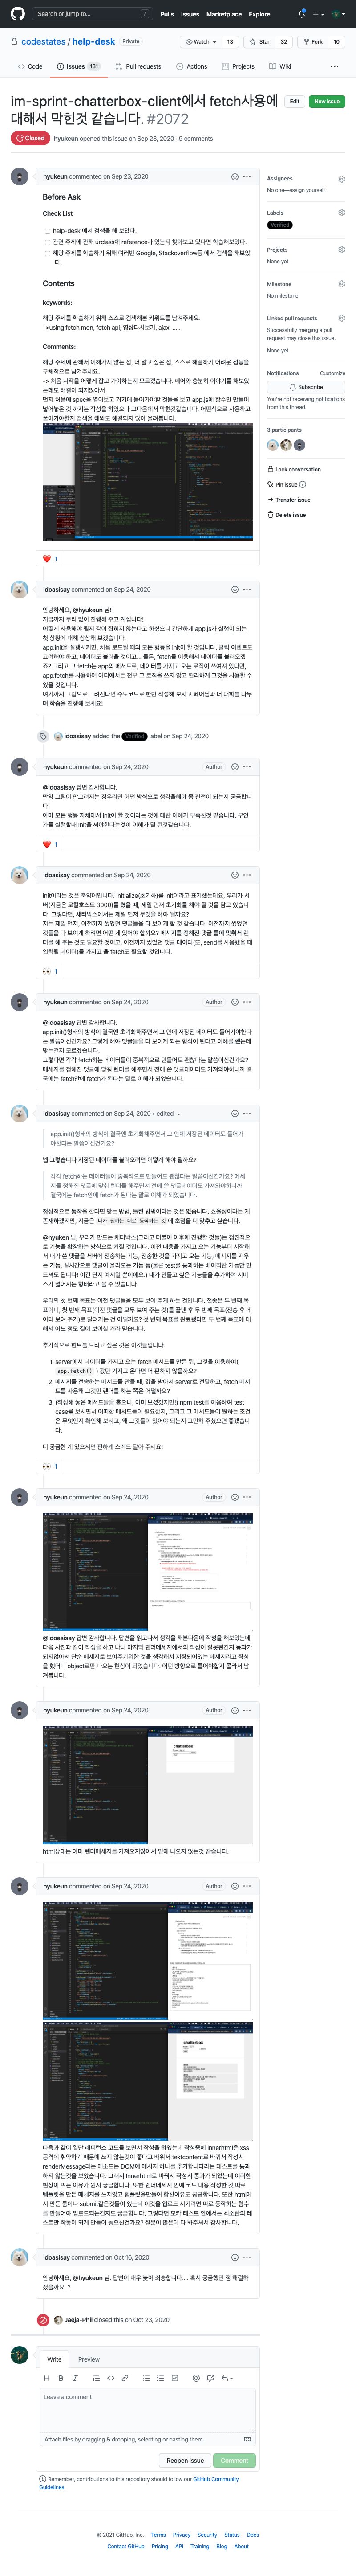 Search or jump to...
/
Pulls Issues Marketplace Explore
codestates / help-desk Private
Watch 13 Star 32 Fork 10
Code Issues 131 Pull requests Actions Projects Wiki
im-sprint-chatterbox-client에서 fetch사용에
대해서 막힌것 같습니다. #2072
Edit New issue
Closed hyukeun opened this issue on Sep 23, 2020 · 9 comments
hyukeun commented on Sep 23, 2020
Before Ask
Check List
help-desk 에서 검색을 해 보았다.
관련 주제에 관해 urclass에 reference가 있는지 찾아보고 있다면 학습해보았다.
해당 주제를 학습하기 위해 여러번 Google, Stackoverflow등 에서 검색을 해보았
다.
Contents
keywords:
해당 주제를 학습하기 위해 스스로 검색해본 키워드를 남겨주세요.
->using fetch mdn, fetch api, 영상다시보기, ajax, .....
Comments:
해당 주제에 관해서 이해가지 않는 점, 더 알고 싶은 점, 스스로 해결하기 어려운 점들을
구체적으로 남겨주세요.
-> 처음 시작을 어떻게 잡고 가야하는지 모르겠습니다. 페어와 충분히 이야기를 해보았
는데도 해결이 되지않아서
먼저 처음에 app.js를 열어보고 거기에 들어가야할 것들을 보고 app.js에 함수만 만들어
넣어놓은 것 까지는 작성을 하였으나 그다음에서 막힌것같습니다. 어떤식으로 사용하고
풀어가야할지 검색을 해봐도 해결되지 않아 올려봅니다.
1
idoasisay commented on Sep 24, 2020
안녕하세요, @hyukeun 님!
지금까지 무리 없이 진행해 주고 계십니다!
어떻게 사용해야 될지 감이 잡히지 않는다고 하셨으니 간단하게 app.js가 실행이 되는
첫 상황에 대해 상상해 보겠습니다.
app.init을 실행시키면, 처음 로드될 때의 모든 행동을 init이 할 것입니다. 클릭 이벤트도
고려해야 하고, 데이터도 불러올 것이고... 물론, fetch를 이용해서 데이터를 불러오겠
죠? 그리고 그 fetch는 app의 메서드로, 데이터를 가지고 오는 로직이 쓰여져 있다면,
app.fetch를 사용하여 어디에서든 전부 그 로직을 쓰지 않고 편리하게 그것을 사용할 수
있을 것입니다.
여기까지 그림으로 그려진다면 수도코드로 한번 작성해 보시고 페어님과 더 대화를 나누
며 학습을 진행해 보세요!
idoasisay added the Verified label on Sep 24, 2020
hyukeun commented on Sep 24, 2020 Author
@idoasisay 답변 감사합니다.
만약 그림이 안그려지는 경우라면 어떤 방식으로 생각을해야 좀 진전이 되는지 궁금합니
다.
아마 모든 행동 자체에서 init이 할 것이라는 것에 대한 이해가 부족한것 같습니다. 무언
가를 실행할때 Init을 써야한다는것이 이해가 덜 된것같습니다.
1
idoasisay commented on Sep 24, 2020
init이라는 것은 축약어입니다. initialize(초기화)를 init이라고 표기했는데요, 우리가 서
버(지금은 로컬호스트 3000)를 켰을 때, 제일 먼저 초기화를 해야 될 것을 담고 있습니
다. 그렇다면, 채터박스에서는 제일 먼저 무엇을 해야 될까요?
저는 제일 먼저, 이전까지 썼었던 댓글들을 다 보이게 할 것 같습니다. 이전까지 썼었던
것들을 다 보이게 하려면 어떤 게 있어야 할까요? 메시지를 정해진 댓글 틀에 맞춰서 렌
더를 해 주는 것도 필요할 것이고, 이전까지 썼었던 댓글 데이터(또, send를 사용했을 때
입력될 데이터)를 가지고 올 fetch도 필요할 것입니다.
1
hyukeun commented on Sep 24, 2020 Author
@idoasisay 답변 감사합니다.
app.init()형태의 방식이 결국엔 초기화해주면서 그 안에 저장된 데이터도 들어가야한다
는 말씀이신건가요? 그렇게 해야 댓글들을 다 보이게 되는 형식이 된다고 이해를 했는데
맞는건지 모르겠습니다.
그렇다면 각각 fetch하는 데이터들이 중복적으로 만들어도 괜찮다는 말씀이신건가요?
메세지를 정해진 댓글에 맞춰 렌더를 해주면서 전에 쓴 댓글데이터도 가져와야하니까 결
국에는 fetch안에 fetch가 된다는 말로 이해가 되었습니다.
idoasisay commented on Sep 24, 2020 • edited
app.init()형태의 방식이 결국엔 초기화해주면서 그 안에 저장된 데이터도 들어가
야한다는 말씀이신건가요?
넵 그렇습니다! 저장된 데이터를 불러오려면 어떻게 해야 될까요?
각각 fetch하는 데이터들이 중복적으로 만들어도 괜찮다는 말씀이신건가요? 메세
지를 정해진 댓글에 맞춰 렌더를 해주면서 전에 쓴 댓글데이터도 가져와야하니까
결국에는 fetch안에 fetch가 된다는 말로 이해가 되었습니다.
정상적으로 동작을 한다면 맞는 방법, 틀린 방법이라는 것은 없습니다. 효율성이라는 게
존재하겠지만, 지금은 내가 원하는 대로 동작하는 것 에 초점을 더 맞추고 싶습니다.
@hyuken 님, 우리가 만드는 채터박스(그리고 더불어 이후에 진행할 것들)는 점진적으
로 기능을 확장하는 방식으로 커질 것입니다. 이전 내용을 가지고 오는 기능부터 시작해
서 내가 쓴 댓글을 서버에 전송하는 기능, 전송한 것을 가지고 오는 기능, 메시지를 지우
는 기능, 실시간으로 댓글이 올라오는 기능 등(물론 test를 통과하는 베이직한 기능만 만
드셔도 됩니다! 이건 단지 예시일 뿐이에요.) 내가 만들고 싶은 기능들을 추가하여 서비
스가 넓어지는 형태라고 볼 수 있습니다.
우리의 첫 번째 목표는 이전 댓글들을 모두 보여 주게 하는 것입니다. 전송은 두 번째 목
표이니, 첫 번째 목표(이전 댓글을 모두 보여 주는 것)를 끝낸 후 두 번째 목표(전송 후 데
이터 보여 주기)로 달려가는 건 어떨까요? 첫 번째 목표를 완료했다면 두 번째 목표에 대
해서 어느 정도 길이 보이실 거라 믿습니다.
추가적으로 힌트를 드리고 싶은 것은 이것들입니다.
1. server에서 데이터를 가지고 오는 fetch 메서드를 만든 뒤, 그것을 이용하여(
app.fetch() ) 값만 가지고 온다면 더 편하지 않을까요?
2. 메시지를 전송하는 메서드를 만들 때, 값을 받아서 server로 전달하고, fetch 메서
드를 사용해 그것만 렌더를 하는 쪽은 어떨까요?
3. (작성해 놓은 메서드들을 훑으니, 이미 보셨겠지만!) npm test를 이용하여 test
case를 보시면서 어떠한 메서드들이 필요한지, 그리고 그 메서드들이 원하는 조건
은 무엇인지 확인해 보시고, 왜 그것들이 있어야 되는지 고민해 주셨으면 좋겠습니
다.
더 궁금한 게 있으시면 편하게 스레드 달아 주세요!
1
hyukeun commented on Sep 24, 2020 Author
@idoasisay 답변 감사합니다. 답변을 읽고나서 생각을 해본다음에 작성을 해보았는데
다음 사진과 같이 작성을 하고 나니 마지막 렌더메세지에서의 작성이 잘못된건지 통과가
되지않아서 단순 메세지로 보여주기위한 것을 생각해서 저장되어있는 메세지라고 작성
을 했더니 object로만 나오는 현상이 되있습니다. 어떤 방향으로 틀어야할지 몰라서 남
겨봅니다.
hyukeun commented on Sep 24, 2020 Author
chatterbox
html상태는 아마 렌더메세지를 가져오지않아서 밑에 나오지 않는것 같습니다.
hyukeun commented on Sep 24, 2020 Author
chatterbox
다음과 같이 일단 레퍼런스 코드를 보면서 작성을 하였는데 작성중에 innerhtml은 xss
공격에 취약하기 때문에 쓰지 않는것이 좋다고 배워서 textcontent로 바꿔서 작성시
renderMessage라는 메소드는 DOM에 메시지 하나를 추가합니다라는 테스트를 통과
하지 않는것을 보았습니다. 그래서 innerhtml로 바꿔서 작성시 통과가 되었는데 이러한
현상이 뜨는 이유가 뭔지 궁금합니다. 또한 렌더메세지 안에 코드 내용 작성한 것 따로
템플릿을 만든 메세지를 쓰지않고 템플릿을만들어서 합친이유도 궁금합니다. 또한 html에
서 만든 룸이나 submit같은것들이 있는데 이것을 업로드 시키려면 따로 동작하는 함수
를 만들어야 업로드되는건지도 궁금합니다. 그렇다면 모카 테스트 안에서는 최소한의 테
스트만 작동이 되게 만들어 놓으신건가요? 질문이 많은데 다 봐주셔서 감사합니다.
idoasisay commented on Oct 16, 2020
안녕하세요, @hyukeun 님. 답변이 매우 늦어 죄송합니다.... 혹시 궁금했던 점 해결하
셨을까요..?
Jaeja-Phil closed this on Oct 23, 2020
Write Preview
Leave a comment
Attach files by dragging & dropping, selecting or pasting them.
Reopen issue Comment
Remember, contributions to this repository should follow our GitHub Community
Guidelines.
Assignees
No one—assign yourself
Labels
Verified
Projects
None yet
Milestone
No milestone
Linked pull requests
Successfully merging a pull
request may close this issue.
None yet
Notifications Customize
Subscribe
You're not receiving notifications
from this thread.
3 participants
Lock conversation
Pin issue
Transfer issue
Delete issue
© 2021 GitHub, Inc. Terms Privacy Security Status Docs
Contact GitHub Pricing API Training Blog About